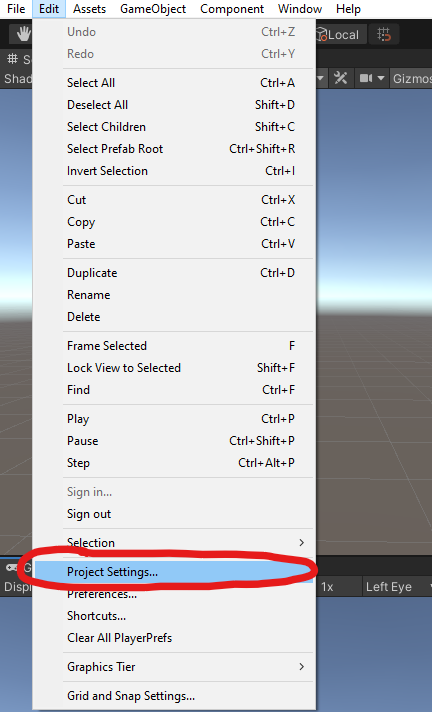 File Edit Assets GameObject Component Window Help
Undo Ctrl+Z
Local
Redo Ctrl+Y
Shad
Gizmos
Select All Ctrl+A
Deselect All Shift+D
Select Children Shift+C
Select Prefab Root Ctrl+Shift+R
Invert Selection Ctrl+I
Cut Ctrl+X
Copy Ctrl+C
Paste Ctrl+V
Duplicate Ctrl+D
Rename
Delete
Frame Selected F
Lock View to Selected Shift+F
Find Ctrl+F
Play Ctrl+P
Pause Ctrl+Shift+P
Step Ctrl+Alt+P
Sign in...
Sign out
Selection
Project Settings...
Displ
1x Left Eye
Preferences...
Shortcuts...
Clear All PlayerPrefs
Graphics Tier
Grid and Snap Settings...